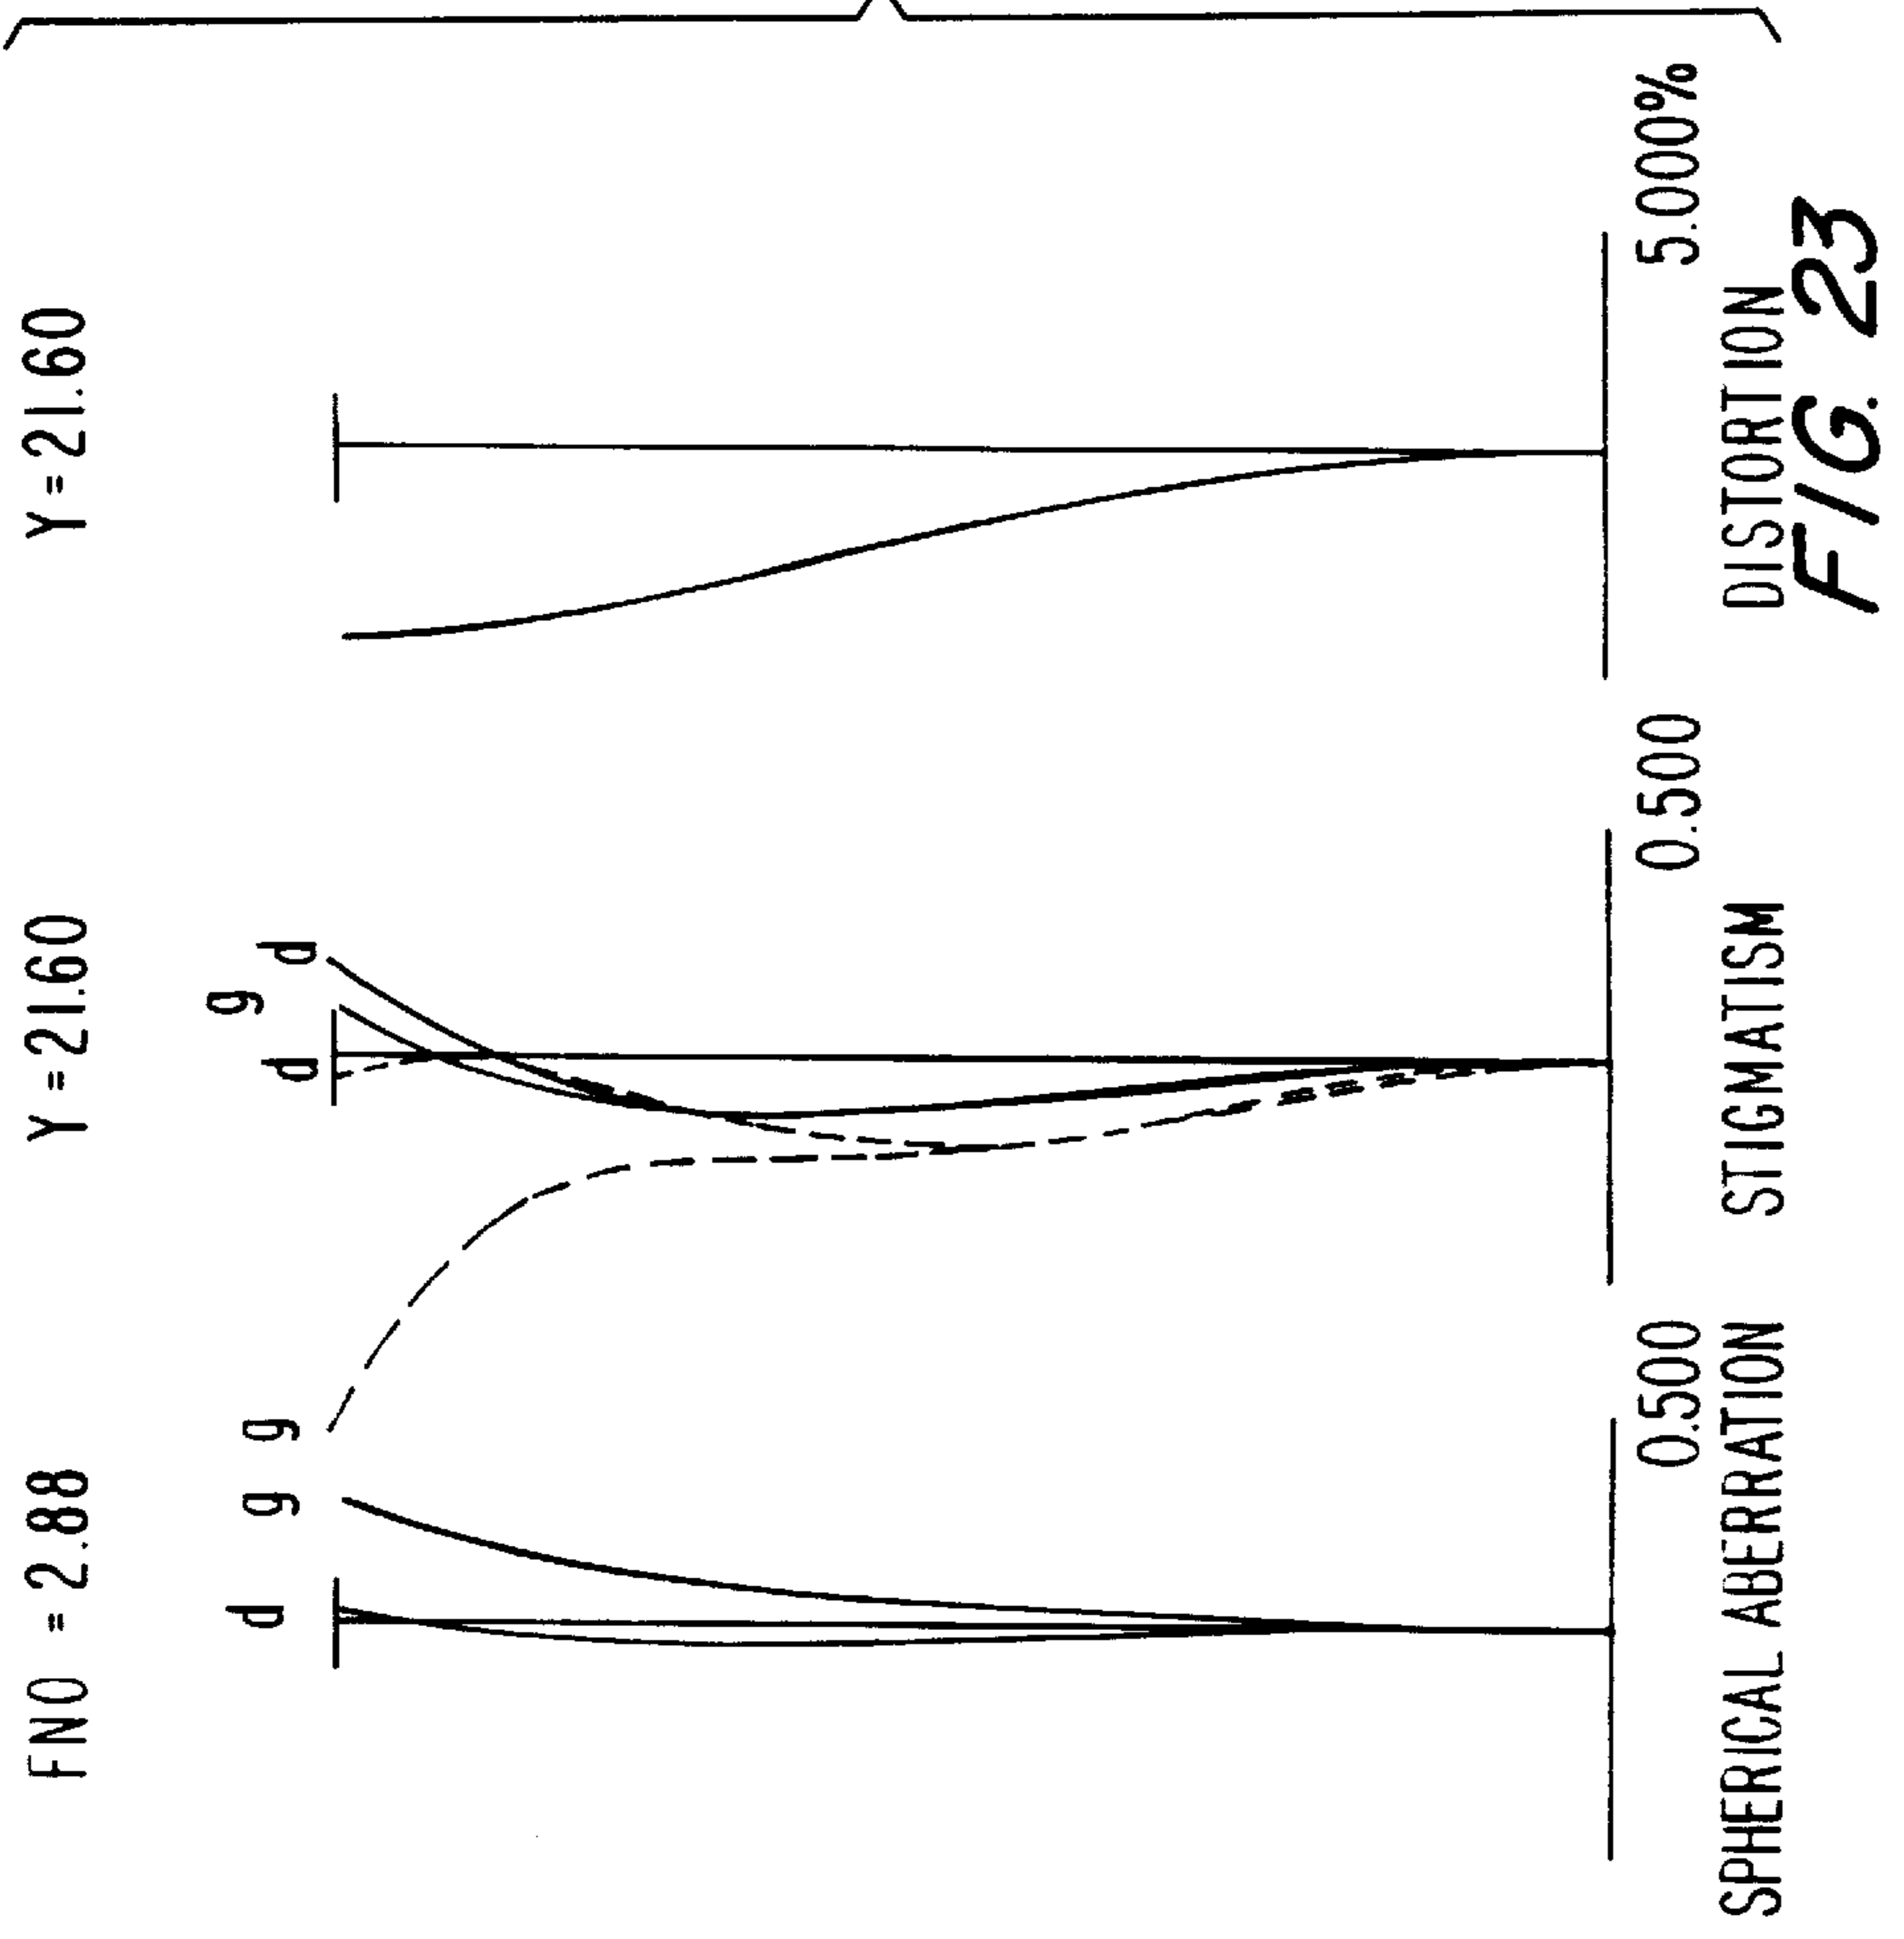 FNO = 2.88
g
d
0.500
SPHERICAL ABERRATION
Y = 21.60
g
d
g
d
0.500
STIGMATISM
Y = 21.60
5.000%
DISTORTION
FIG. 23